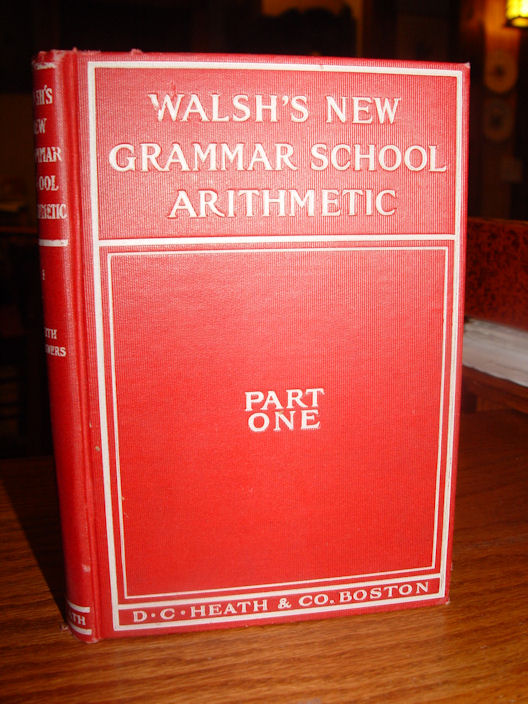 WALSH'S NEW
GRAMMAR SCHOOL
ARITHMETIC
PART
ONE
D·C·HEATH & CO. BOSTON